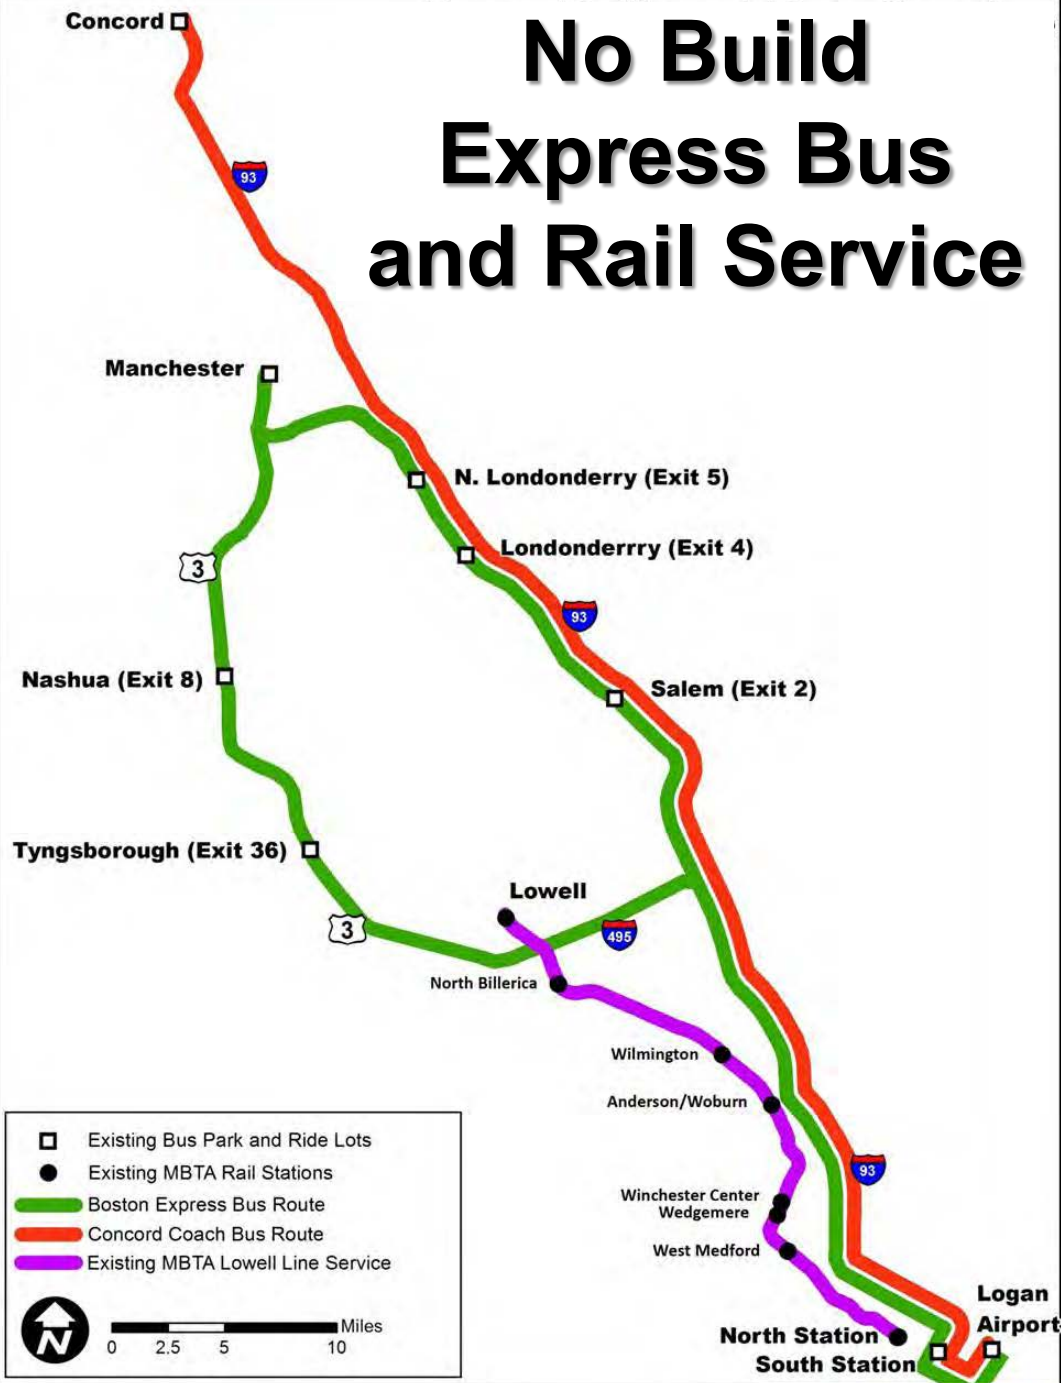 No Build
Express Bus
and Rail Service
Concord
93
Manchester
N. Londonderry (Exit 5)
Londonderrry (Exit 4)
3
93
Nashua (Exit 8)
Salem (Exit 2)
Tyngsborough (Exit 36)
Lowell
3
495
North Billerica
Wilmington
Anderson/Woburn
93
Winchester Center
Wedgemere
West Medford
Logan
Airport
North Station
South Station
Existing Bus Park and Ride Lots
Existing MBTA Rail Stations
Boston Express Bus Route
Concord Coach Bus Route
Existing MBTA Lowell Line Service
N
Miles
0 2.5 5 10